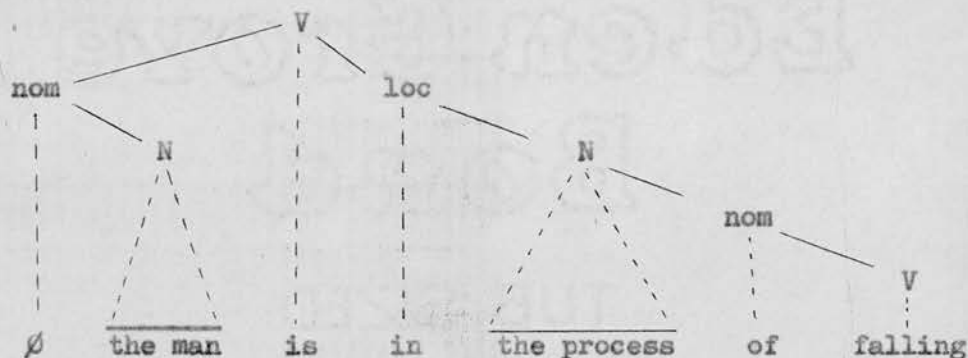 V
nom loc
N N
nom
V
ø the man is in the process of falling